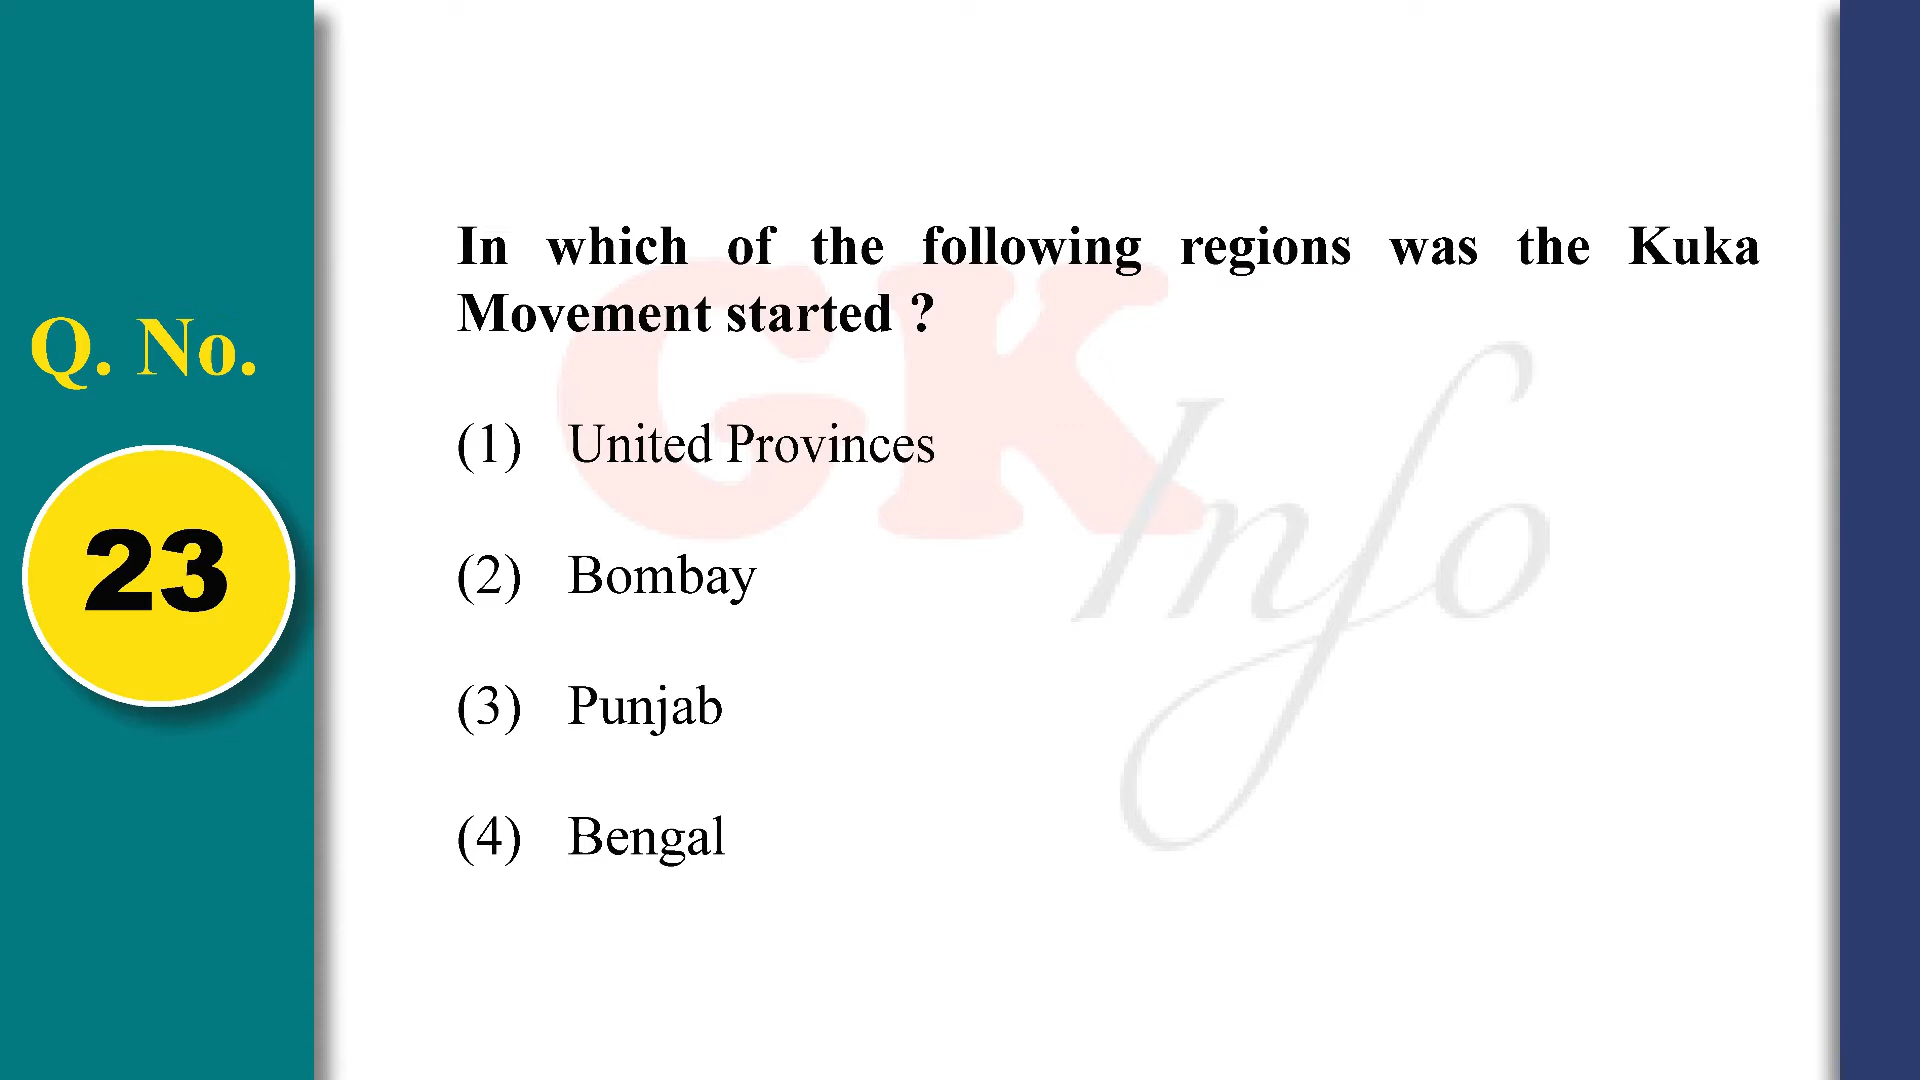 In which of the following regions was the Kuka
Movement started ?
Q. No.
23
(1) United Provinces
(2) Bombay
(3) Punjab
(4) Bengal
GK
Info